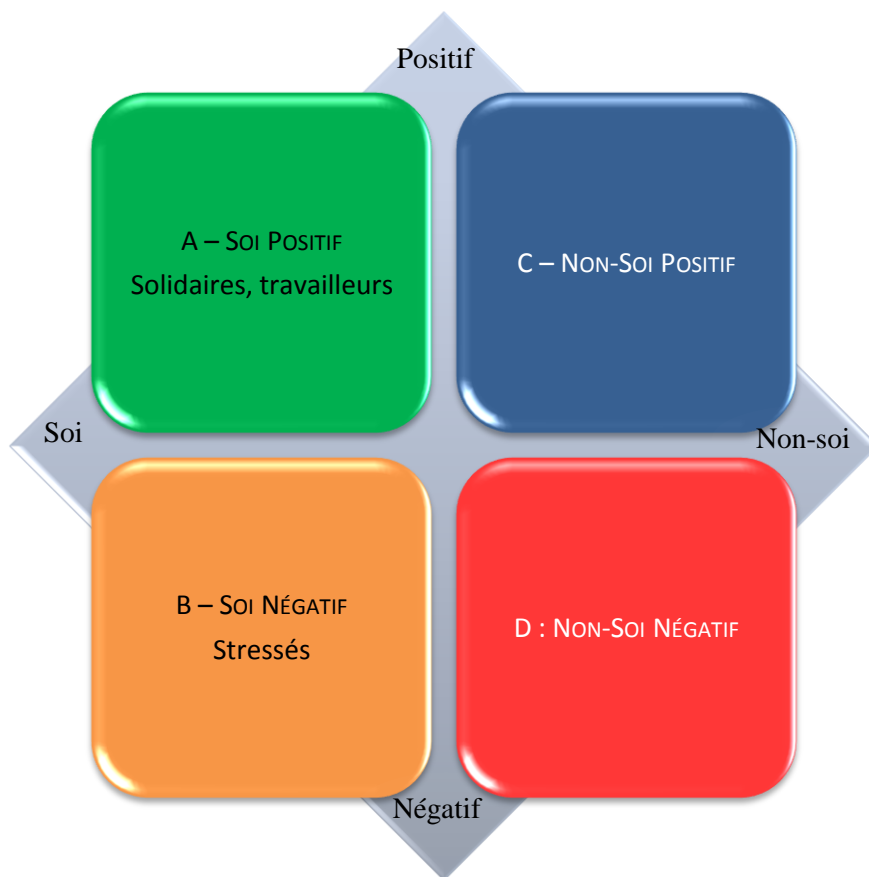 Positif
A – SOI POSITIF
Solidaires, travailleurs
C – NON-SOI POSITIF
Soi
Non-soi
B – SOI NÉGATIF
Stressés
D : NON-SOI NÉGATIF
Négatif